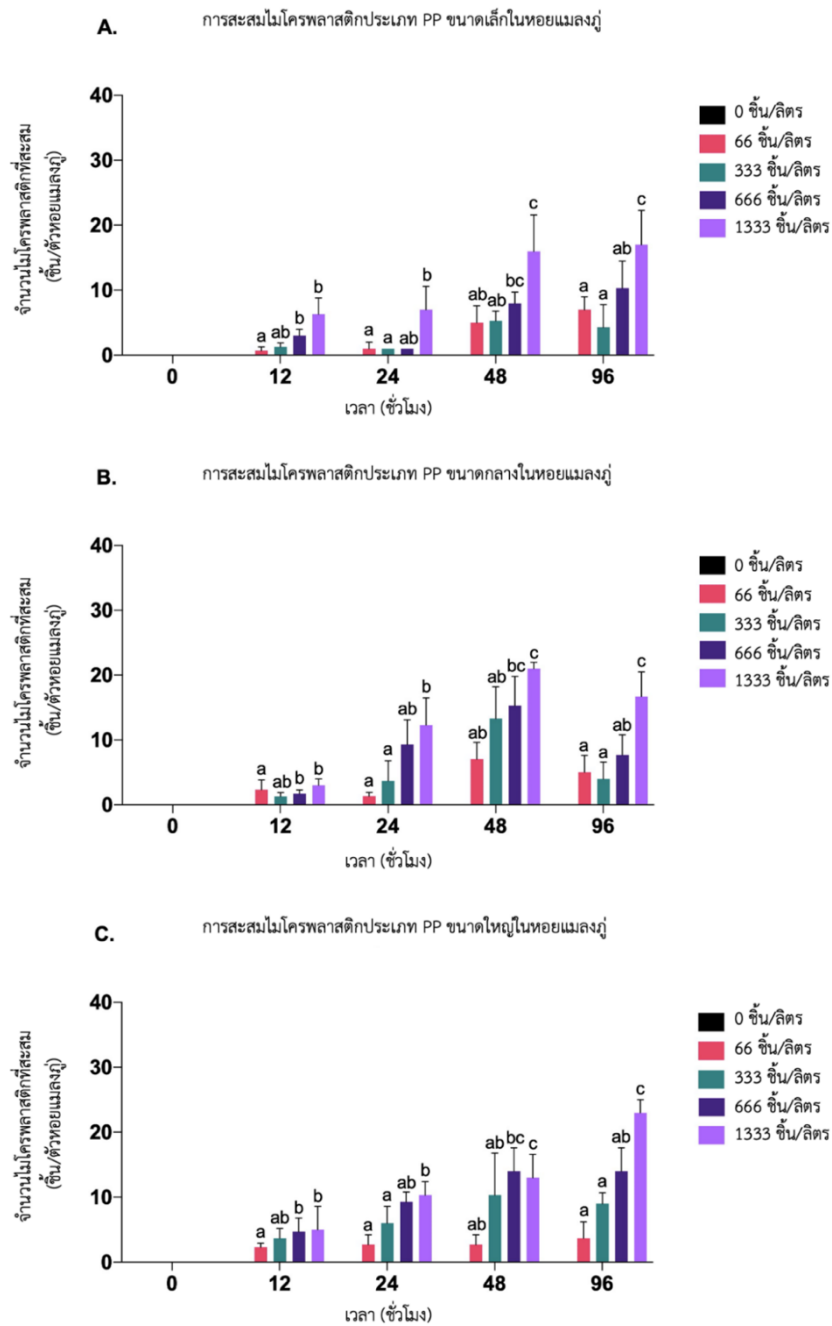 A.
การสะสมไมโครพลาสติกประเภท PP ขนาดเล็กในหอยแมลงภู่
จำนวนไมโครพลาสติกที่สะสม
(ชิ้น/ตัวหอยแมลงภู่)
40
30
20
10
0
a ab b b
a a ab b
ab ab bc c
a a ab c
0 12 24 48 96
เวลา (ชั่วโมง)
0 ชิ้น/ลิตร
66 ชิ้น/ลิตร
333 ชิ้น/ลิตร
666 ชิ้น/ลิตร
1333 ชิ้น/ลิตร
B.
การสะสมไมโครพลาสติกประเภท PP ขนาดกลางในหอยแมลงภู่
จำนวนไมโครพลาสติกที่สะสม
(ชิ้น/ตัวหอยแมลงภู่)
40
30
20
10
0
a ab b b
a a ab b
ab ab bc c
a a ab c
0 12 24 48 96
เวลา (ชั่วโมง)
0 ชิ้น/ลิตร
66 ชิ้น/ลิตร
333 ชิ้น/ลิตร
666 ชิ้น/ลิตร
1333 ชิ้น/ลิตร
C.
การสะสมไมโครพลาสติกประเภท PP ขนาดใหญ่ในหอยแมลงภู่
จำนวนไมโครพลาสติกที่สะสม
(ชิ้น/ตัวหอยแมลงภู่)
40
30
20
10
0
a ab b b
a a ab b
ab ab bc c
a a ab c
0 12 24 48 96
เวลา (ชั่วโมง)
0 ชิ้น/ลิตร
66 ชิ้น/ลิตร
333 ชิ้น/ลิตร
666 ชิ้น/ลิตร
1333 ชิ้น/ลิตร